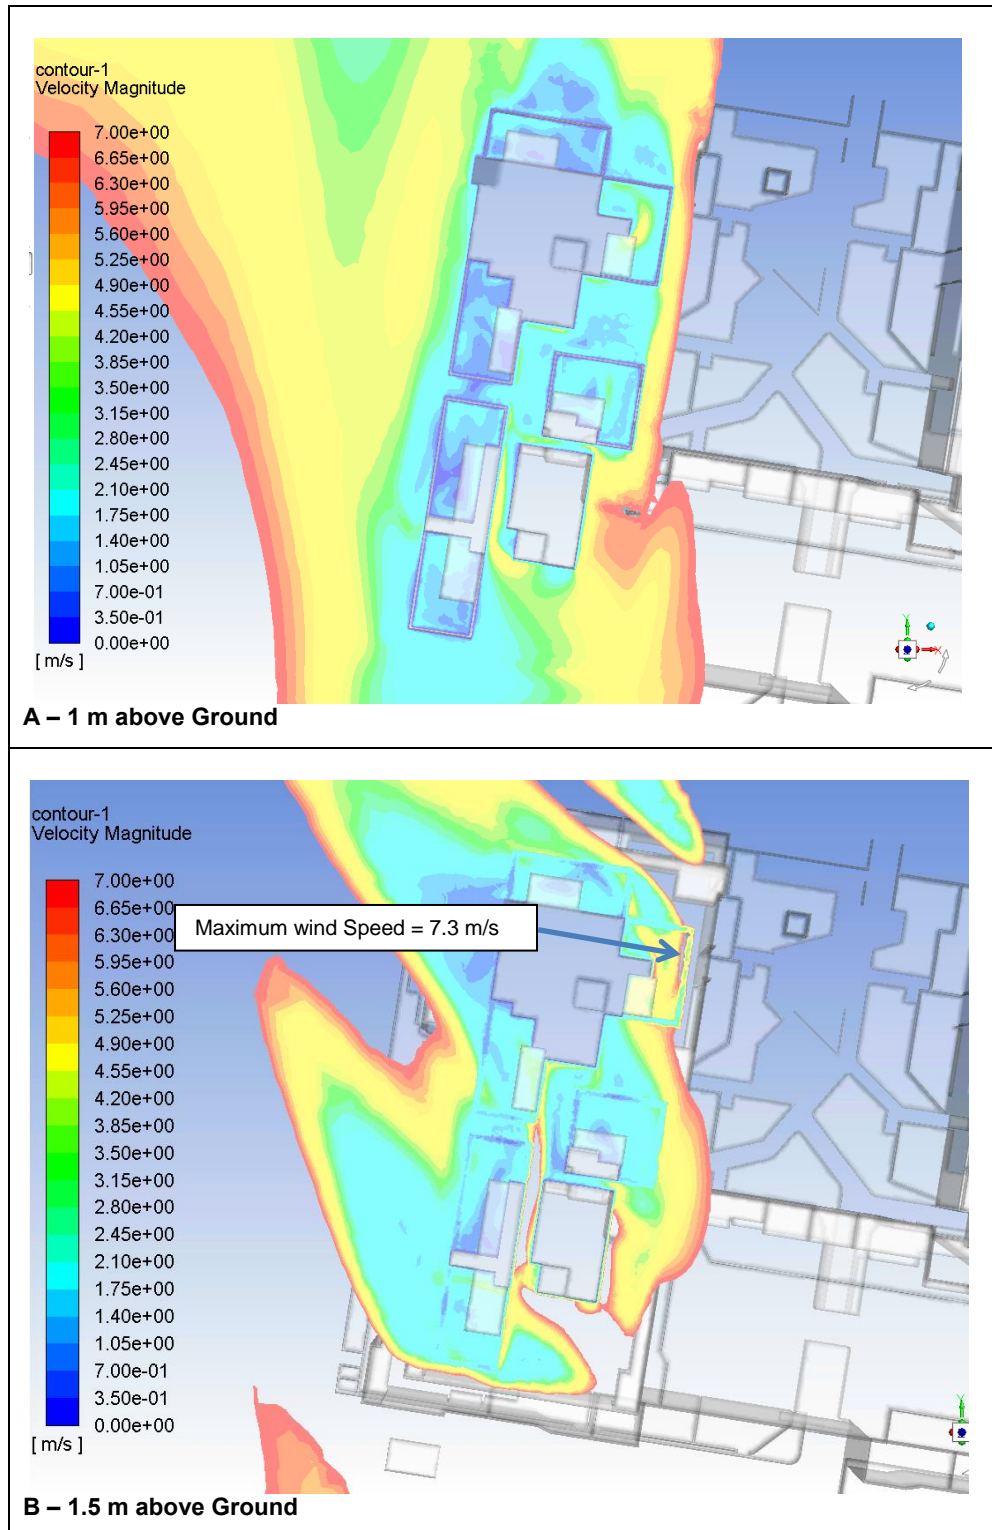 contour-1
Velocity Magnitude
7.00e+00
6.65e+00
6.30e+00
5.95e+00
5.60e+00
5.25e+00
4.90e+00
4.55e+00
4.20e+00
3.85e+00
3.50e+00
3.15e+00
2.80e+00
2.45e+00
2.10e+00
1.75e+00
1.40e+00
1.05e+00
7.00e-01
3.50e-01
0.00e+00
[ m/s ]
Y
X
A – 1 m above Ground
contour-1
Velocity Magnitude
7.00e+00
6.65e+00
6.30e+00
5.95e+00
5.60e+00
5.25e+00
4.90e+00
4.55e+00
4.20e+00
3.85e+00
3.50e+00
3.15e+00
2.80e+00
2.45e+00
2.10e+00
1.75e+00
1.40e+00
1.05e+00
7.00e-01
3.50e-01
0.00e+00
[ m/s ]
Maximum wind Speed = 7.3 m/s
Y
B – 1.5 m above Ground